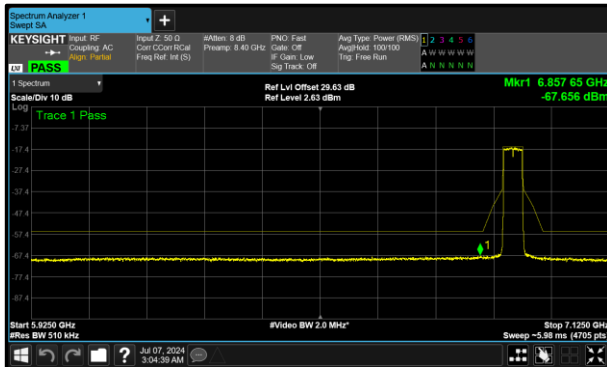 Spectrum Analyzer 1
Swept SA
KEYSIGHT Input: RF Input Z: 50 Ω #Atten: 8 dB PNO: Fast Avg Type: Power (RMS) 1 2 3 4 5 6
Coupling: AC Corr CCorr RCal Preamp: 8.40 GHz Gate: Off Avg|Hold: 100/100 A W W W W W
Align: Partial Freq Ref: Int (S) IF Gain: Low Trig: Free Run
LXI PASS Sig Track: Off A N N N N N
1 Spectrum Ref Lvl Offset 29.63 dB Mkr1 6.857 65 GHz
Scale/Div 10 dB Ref Level 2.63 dBm -67.656 dBm
Log Trace 1 Pass
-7.37
-17.4
-27.4
-37.4
-47.4
-57.4
1
-67.4
-77.4
-87.4
Start 5.9250 GHz #Video BW 2.0 MHz* Stop 7.1250 GHz
#Res BW 510 kHz Sweep ~5.98 ms (4705 pts)
? Jul 07, 2024
3:04:39 AM